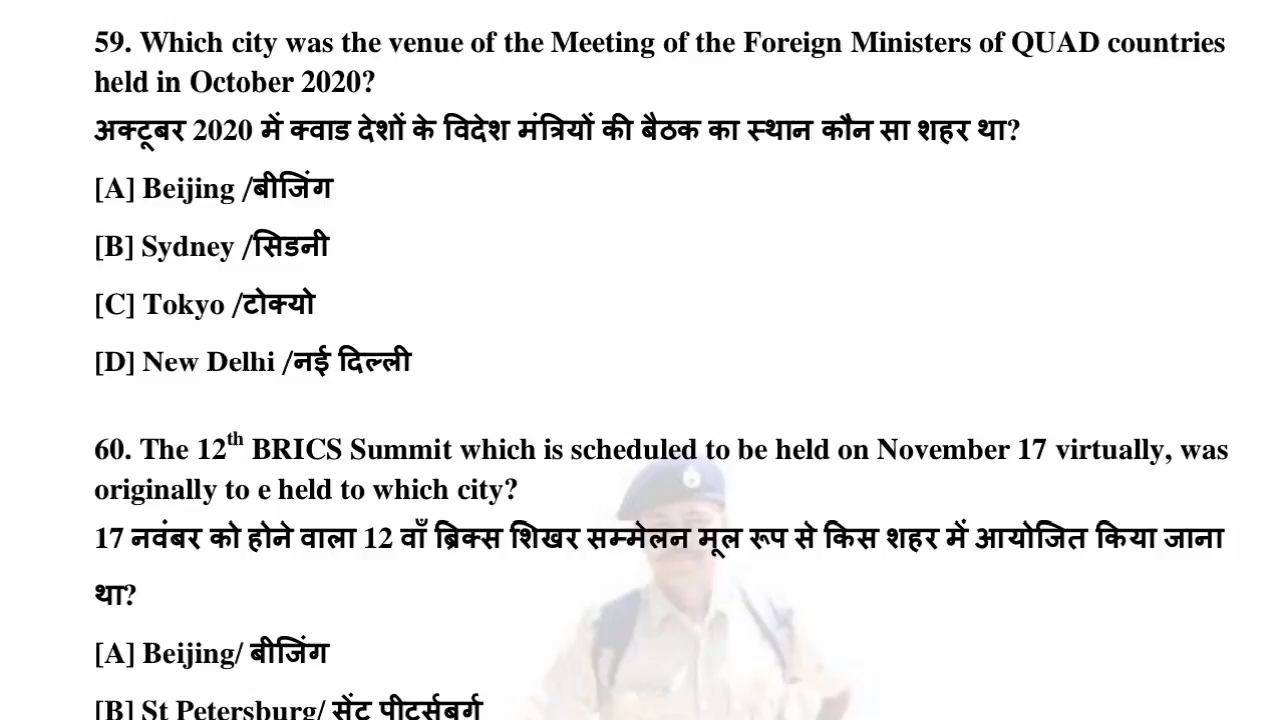 59. Which city was the venue of the Meeting of the Foreign Ministers of QUAD countries
held in October 2020?
अक्टूबर 2020 में क्वाड देशों के विदेश मंत्रियों की बैठक का स्थान कौन सा शहर था?
[A] Beijing /बीजिंग
[B] Sydney /सिडनी
[C] Tokyo /टोक्यो
[D] New Delhi /नई दिल्ली
60. The 12th BRICS Summit which is scheduled to be held on November 17 virtually, was
originally to e held to which city?
17 नवंबर को होने वाला 12 वाँ ब्रिक्स शिखर सम्मेलन मूल रूप से किस शहर में आयोजित किया जाना
था?
[A] Beijing/ बीजिंग
[B] St Petersburg/ सेंट पीटर्सबर्ग